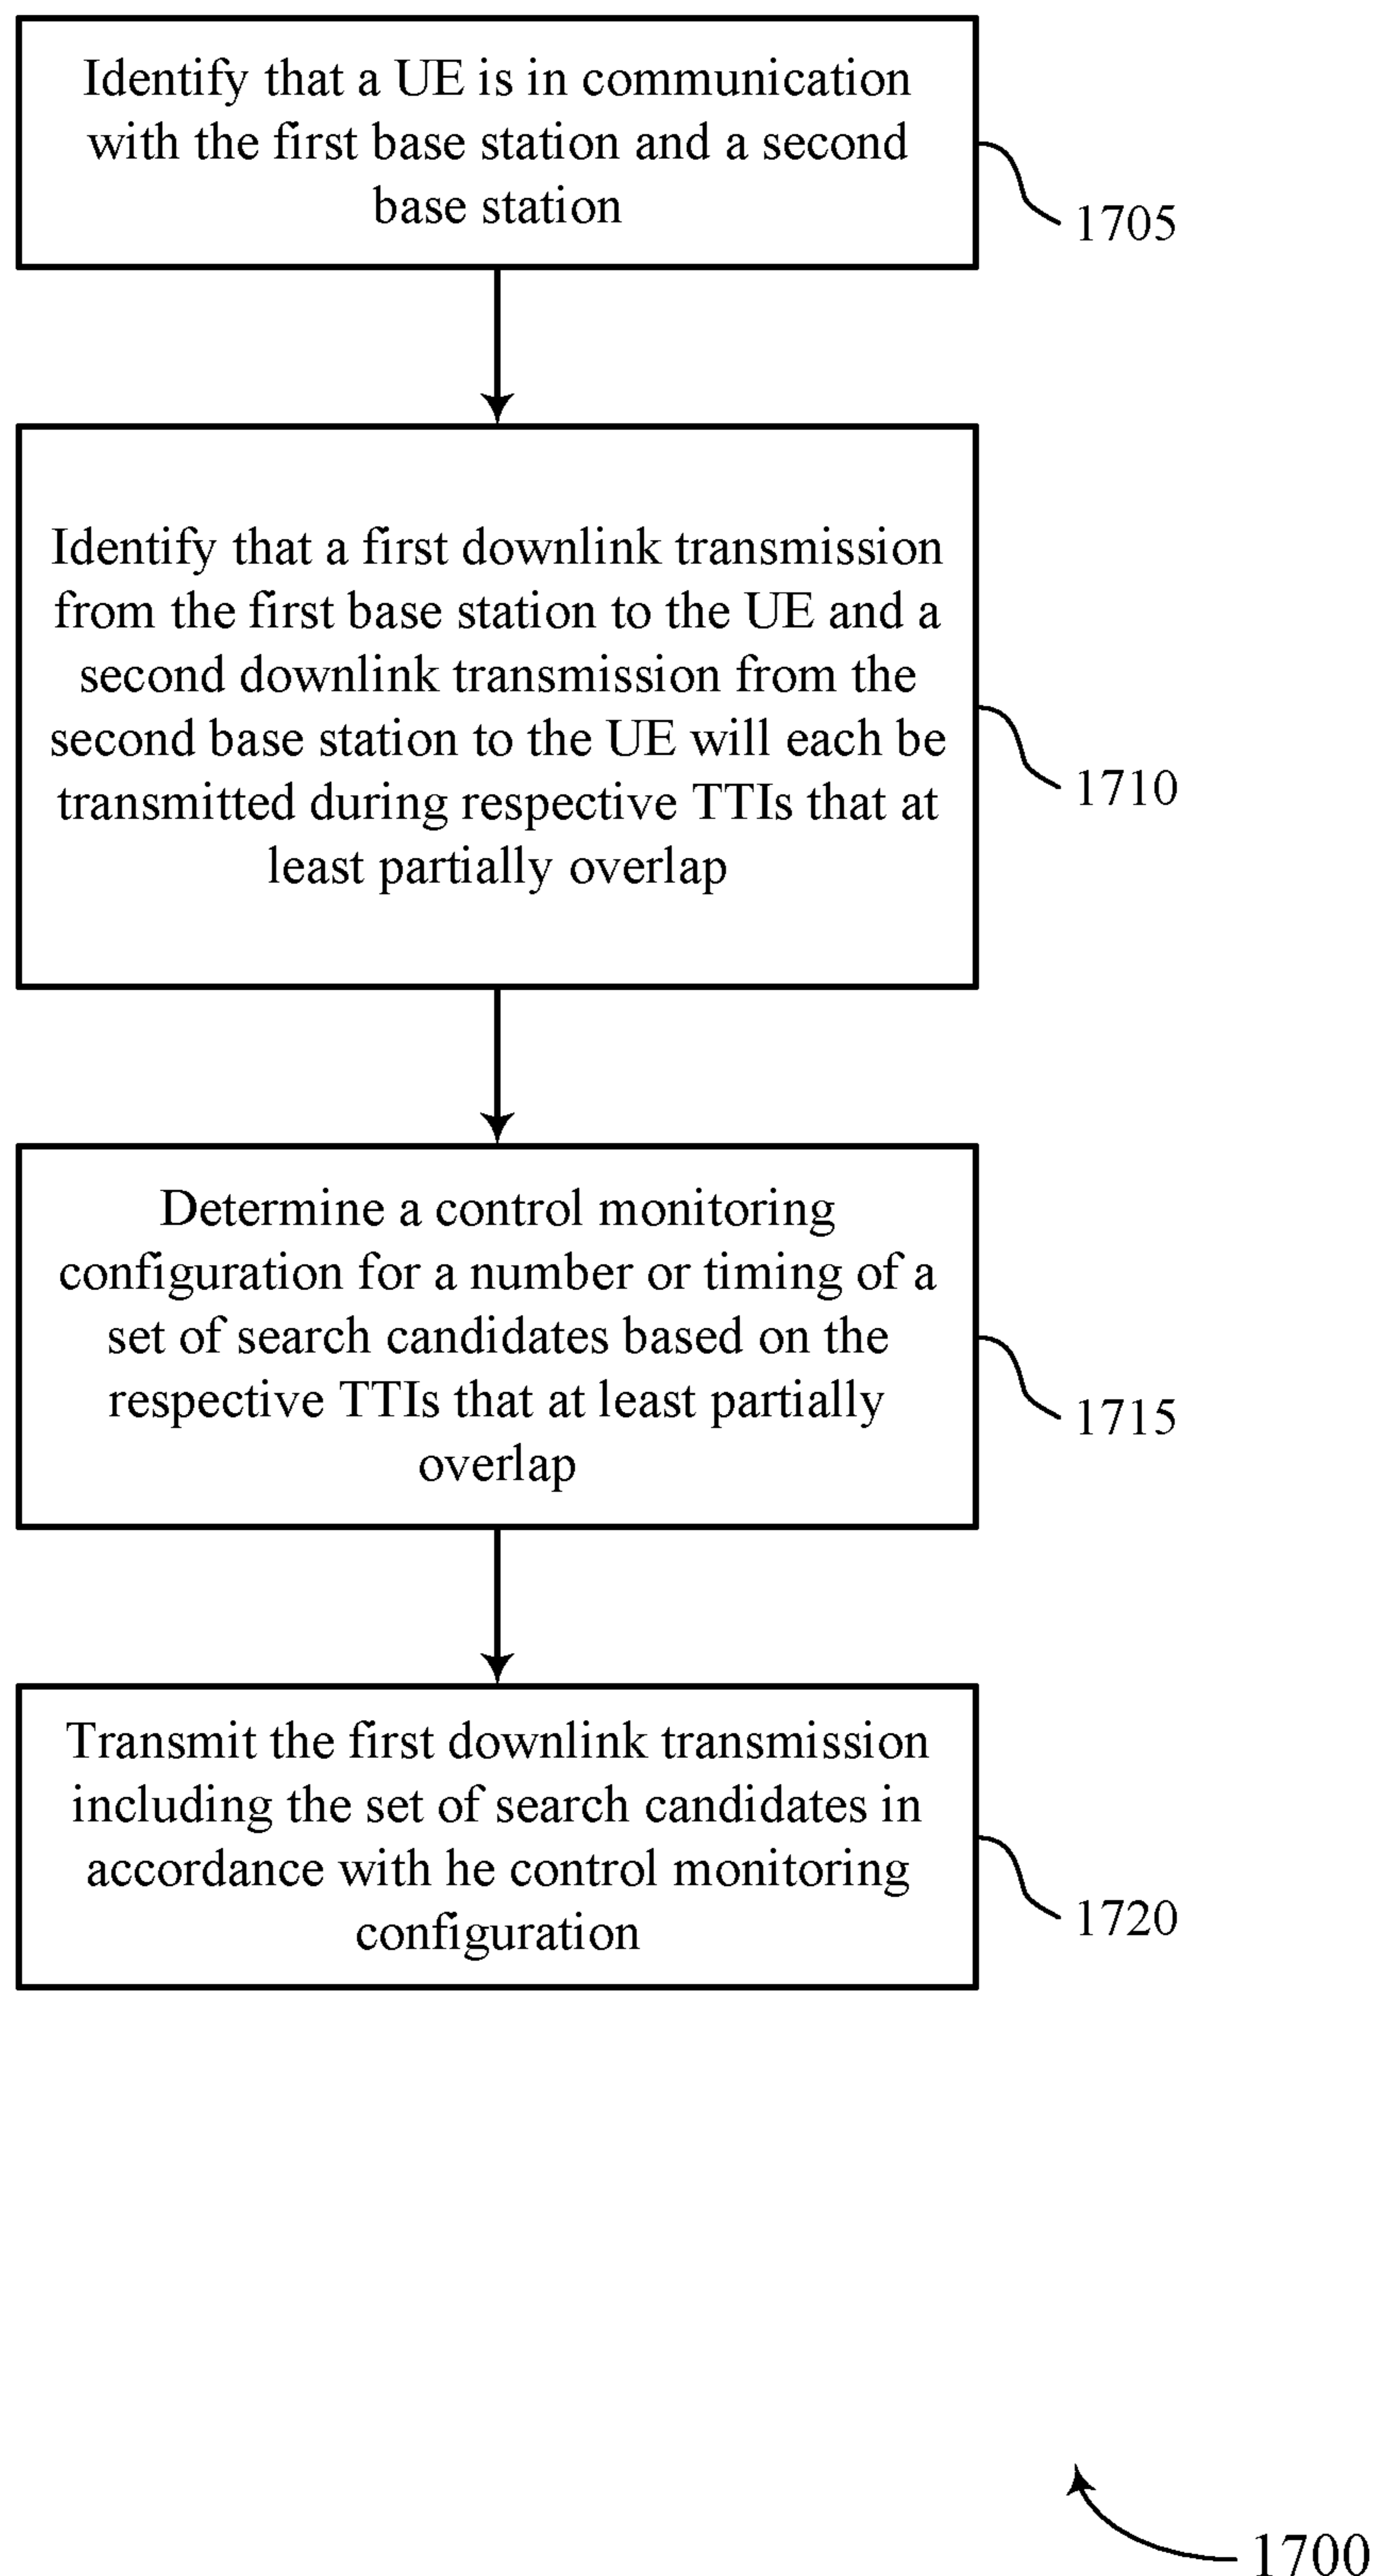 Identify that a UE is in communication
with the first base station and a second
base station
1705
Identify that a first downlink transmission
from the first base station to the UE and a
second downlink transmission from the
second base station to the UE will each be
transmitted during respective TTIs that at
least partially overlap
1710
Determine a control monitoring
configuration for a number or timing of a
set of search candidates based on the
respective TTIs that at least partially
overlap
1715
Transmit the first downlink transmission
including the set of search candidates in
accordance with he control monitoring
configuration
1720
1700